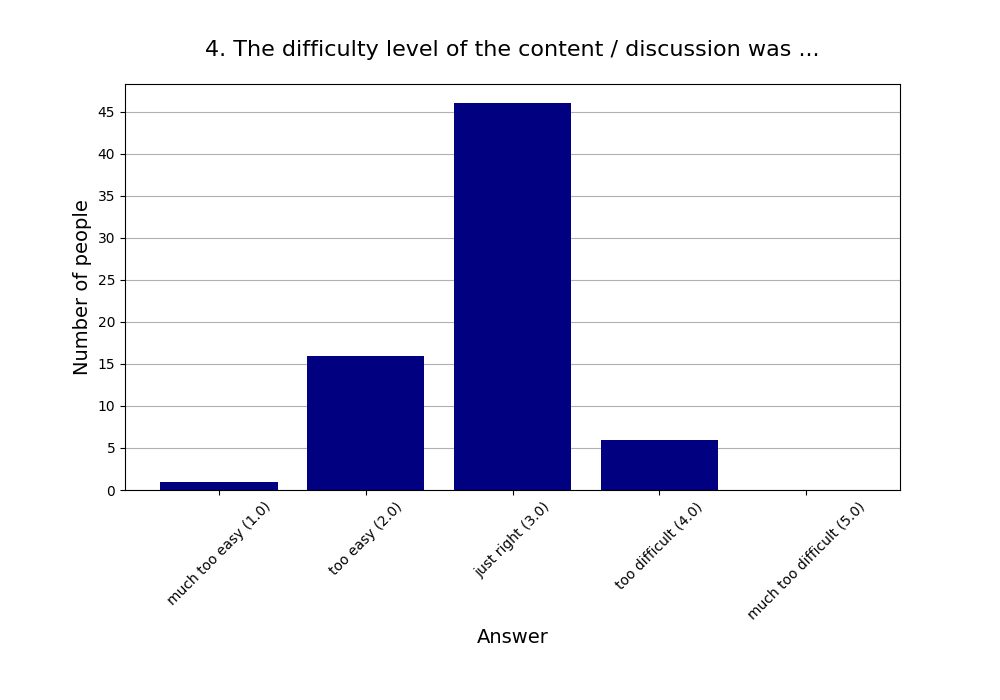 4. The difficulty level of the content / discussion was ...
Number of people
45
40
35
30
25
20
15
10
5
0
much too easy (1.0)
too easy (2.0)
just right (3.0)
too difficult (4.0)
much too difficult (5.0)
Answer